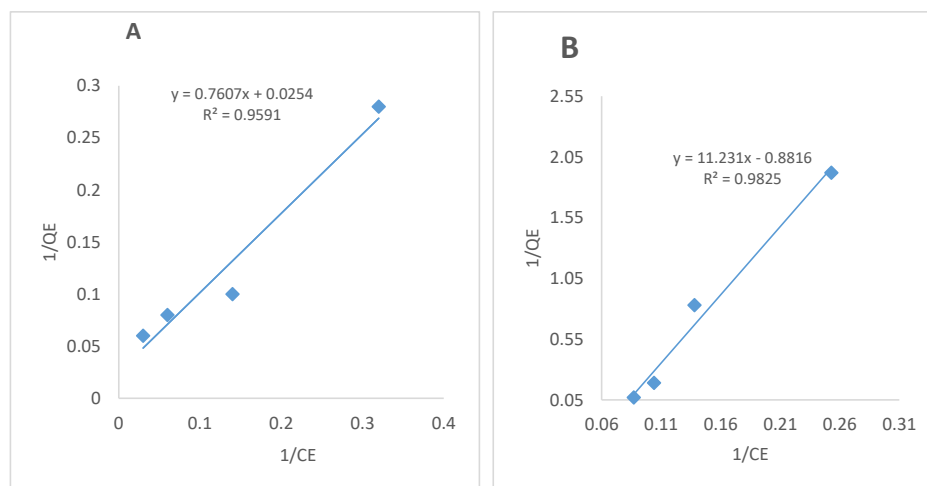 A
y = 0.7607x + 0.0254
R² = 0.9591
0.3
0.25
0.2
0.15
0.1
0.05
0
0
0.1
0.2
0.3
0.4
1/QE
1/CE
B
y = 11.231x - 0.8816
R² = 0.9825
2.55
2.05
1.55
1.05
0.55
0.05
0.06
0.11
0.16
0.21
0.26
0.31
1/QE
1/CE